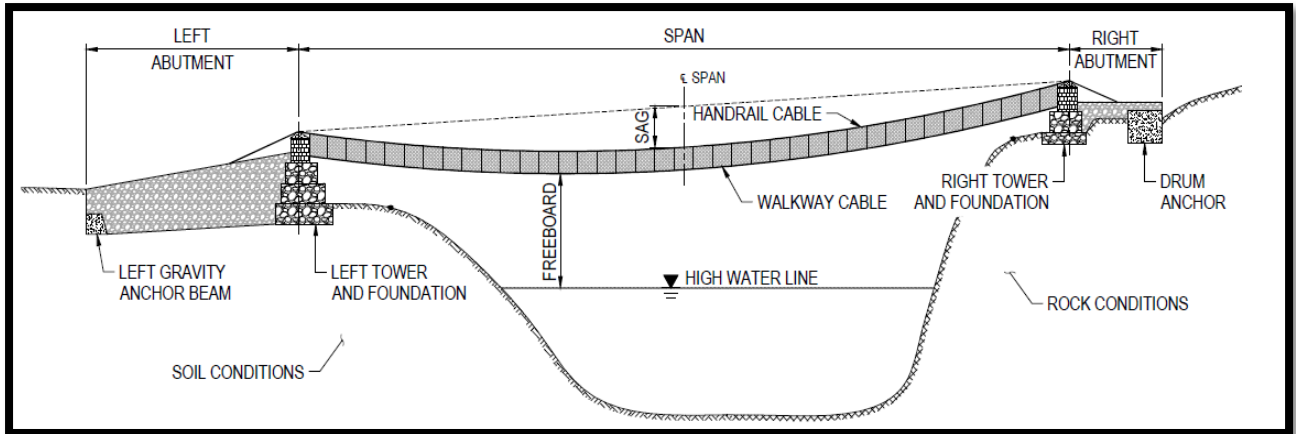 LEFT
ABUTMENT
SPAN
RIGHT
ABUTMENT
℄ SPAN
SAG
HANDRAIL CABLE
WALKWAY CABLE
RIGHT TOWER
AND FOUNDATION
DRUM
ANCHOR
FREEBOARD
LEFT GRAVITY
ANCHOR BEAM
LEFT TOWER
AND FOUNDATION
HIGH WATER LINE
ROCK CONDITIONS
SOIL CONDITIONS